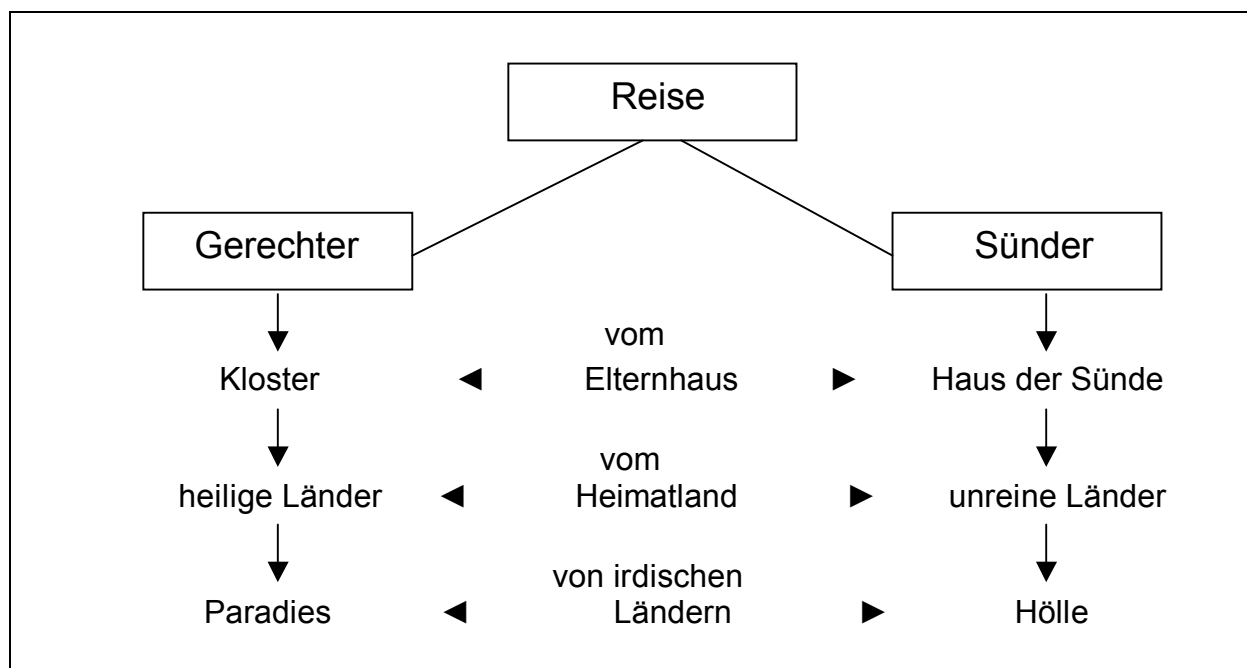 Reise
Gerechter
Sünder
vom
Kloster ◄ Elternhaus ► Haus der Sünde
vom
heilige Länder ◄ Heimatland ► unreine Länder
von irdischen
Paradies ◄ Ländern ► Hölle